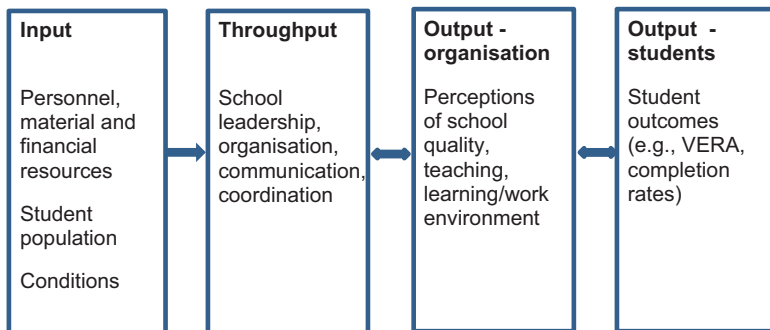 Input
Personnel,
material and
financial
resources
Student
population
Conditions
Throughput
School
leadership,
organisation,
communication,
coordination
Output -
organisation
Perceptions
of school
quality,
teaching,
learning/work
environment
Output -
students
Student
outcomes
(e.g., VERA,
completion
rates)